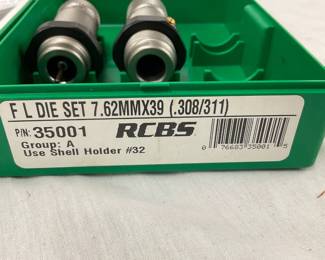 F L DIE SET 7.62MMX39 (.308/311)
P/N: 35001 RCBS
Group: A
Use Shell Holder #32
0 76683 35001 5